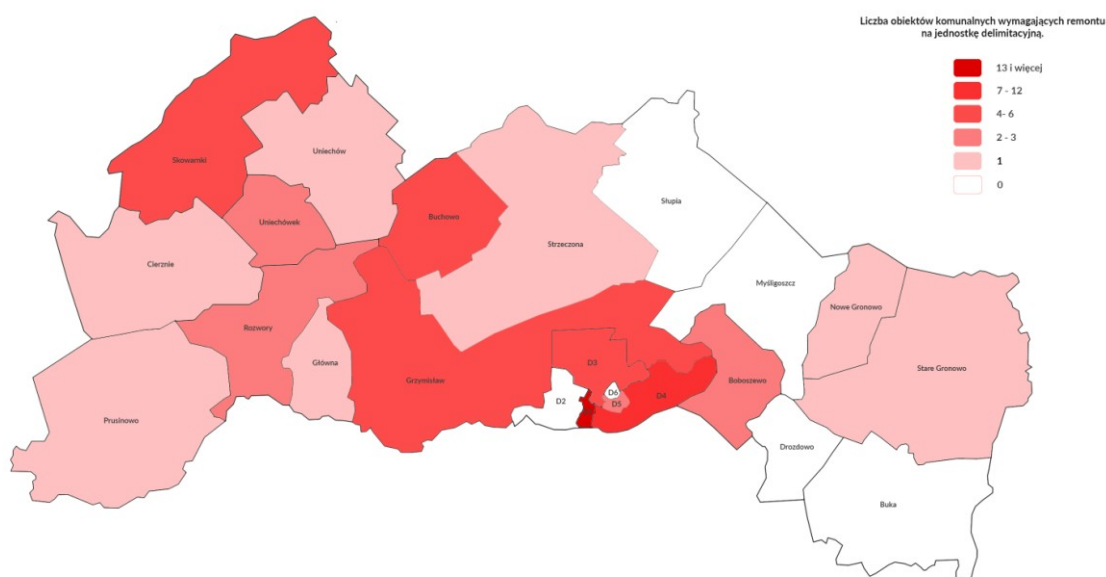 Liczba obiektów komunalnych wymagających remontu
na jednostkę delimitacyjną.
13 i więcej
7 - 12
4- 6
2 - 3
1
0
Skowarnki
Uniechów
Uniechówek
Buchowo
Słupia
Strzeczona
Cierznie
Myśligoszcz
Nowe Gronowo
Rozwory
Główna
Grzymisław
D3
Boboszewo
Stare Gronowo
D6
D5
D4
D2
Prusinowo
Drozdowo
Buka